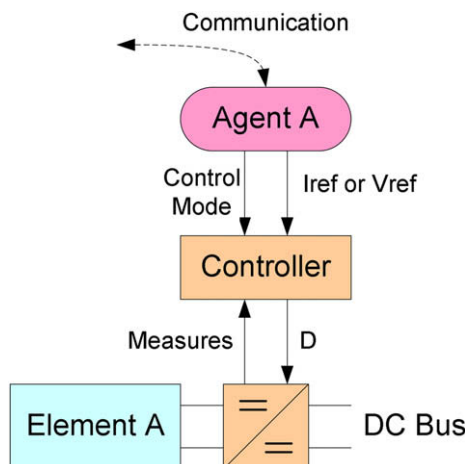 Communication
Agent A
Control
Mode
Iref or Vref
Controller
Measures
D
Element A
DC Bus